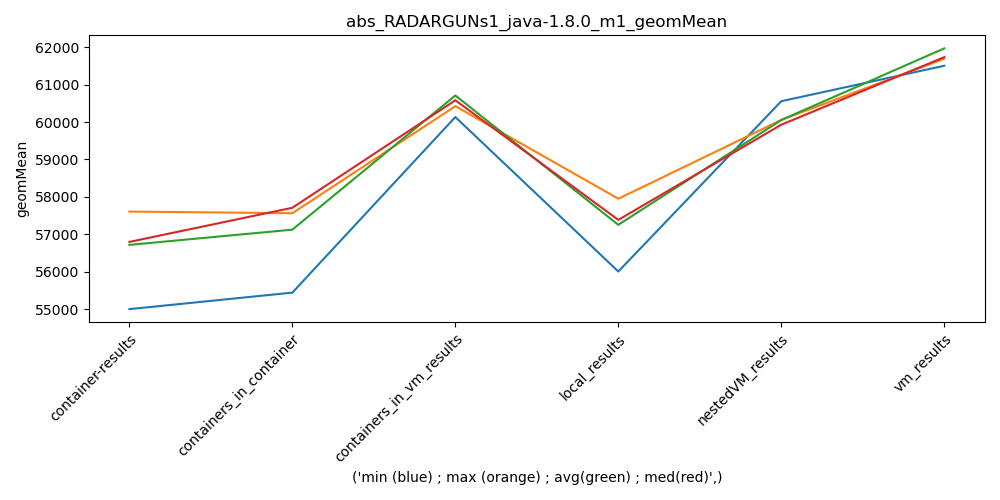 abs_RADARGUNs1_java-1.8.0_m1_geomMean
geomMean
62000
61000
60000
59000
58000
57000
56000
55000
container-results
containers_in_container
containers_in_vm_results
local_results
nestedVM_results
vm_results
('min (blue) ; max (orange) ; avg(green) ; med(red)',)